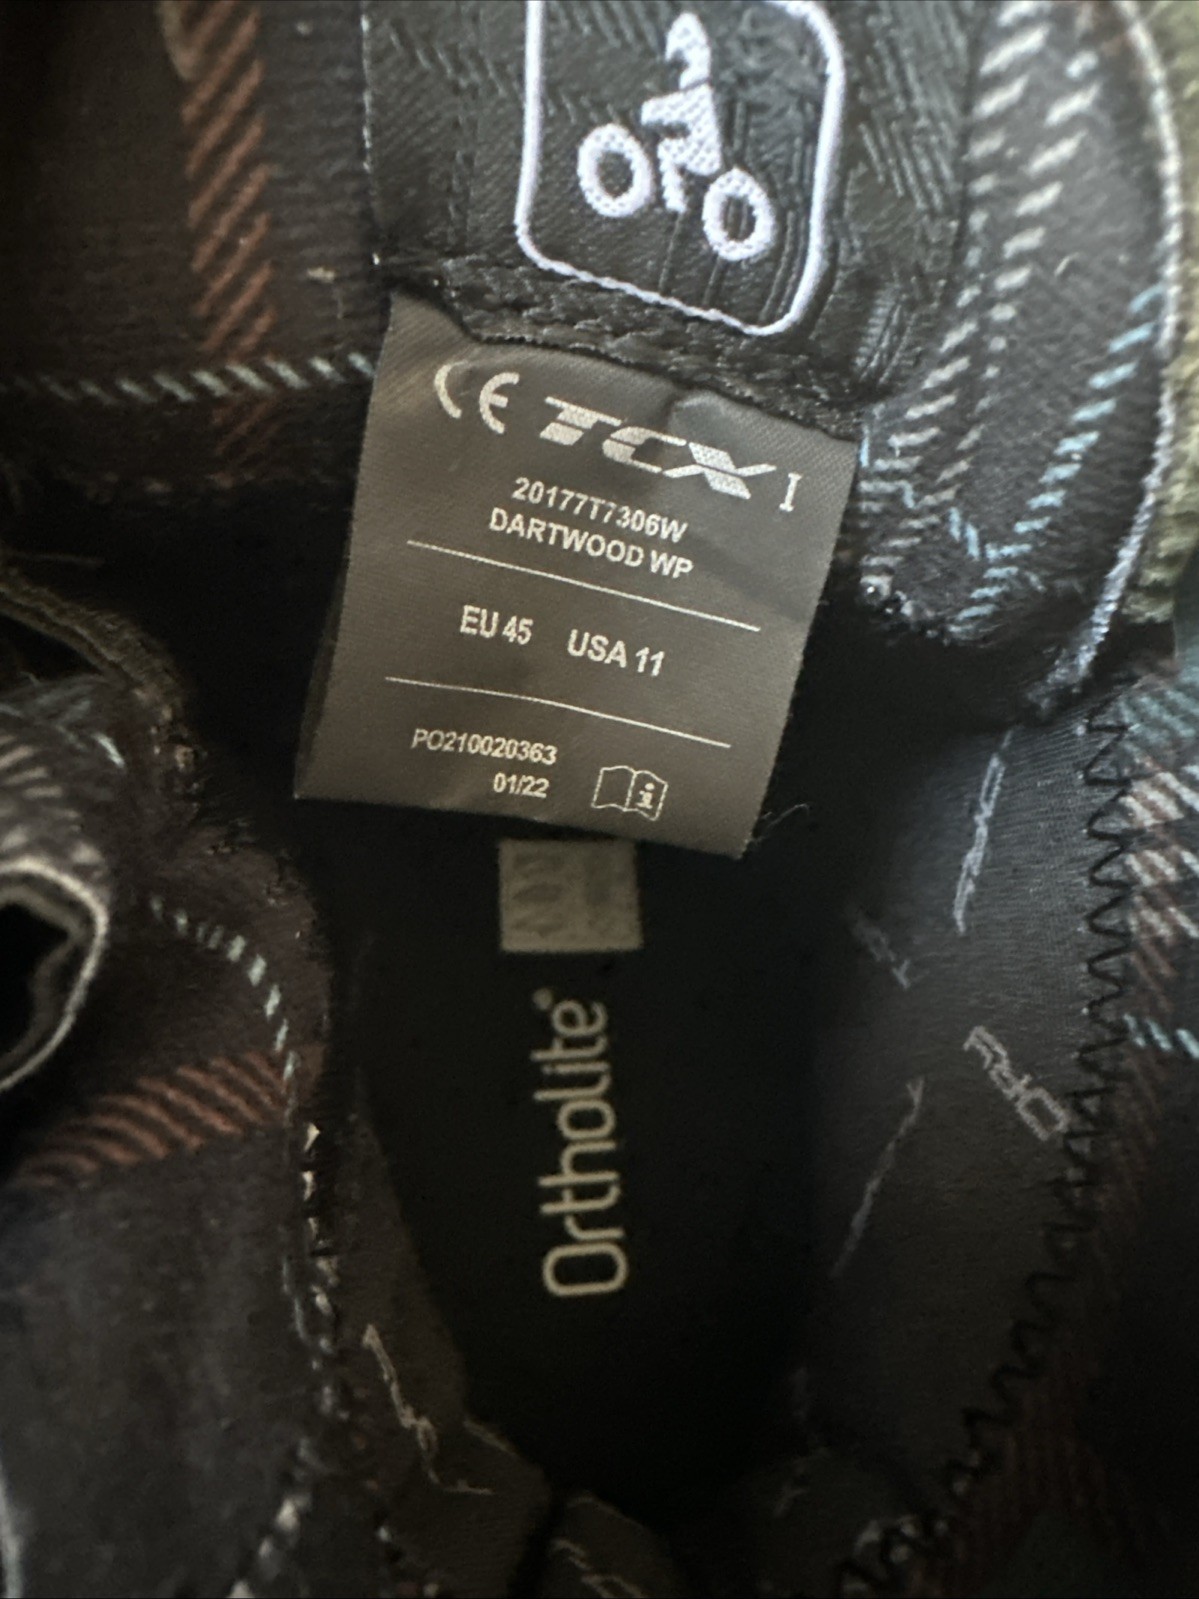 CE TCX I
20177T7306W
DARTWOOD WP
EU 45 USA 11
PO210020363
01/22
i
Ortholite®